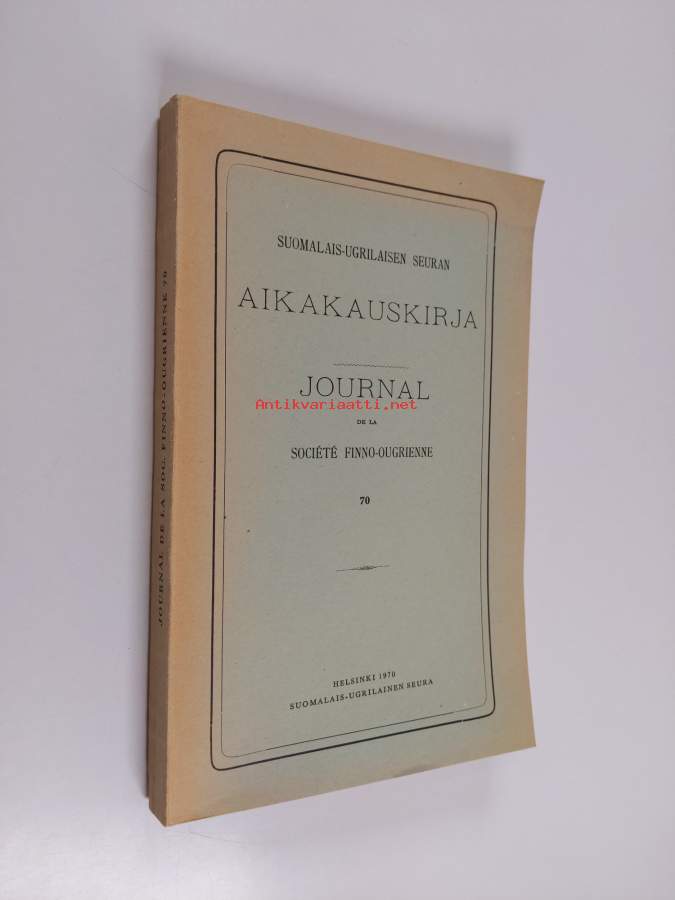 SUOMALAIS-UGRILAISEN SEURAN
AIKAKAUSKIRJA
JOURNAL
Antikvariaatti.net
DE LA
SOCIÉTÉ FINNO-OUGRIENNE
70
HELSINKI 1970
SUOMALAIS-UGRILAINEN SEURA
JOURNAL DE LA SOC. FINNO-OUGRIENNE 70